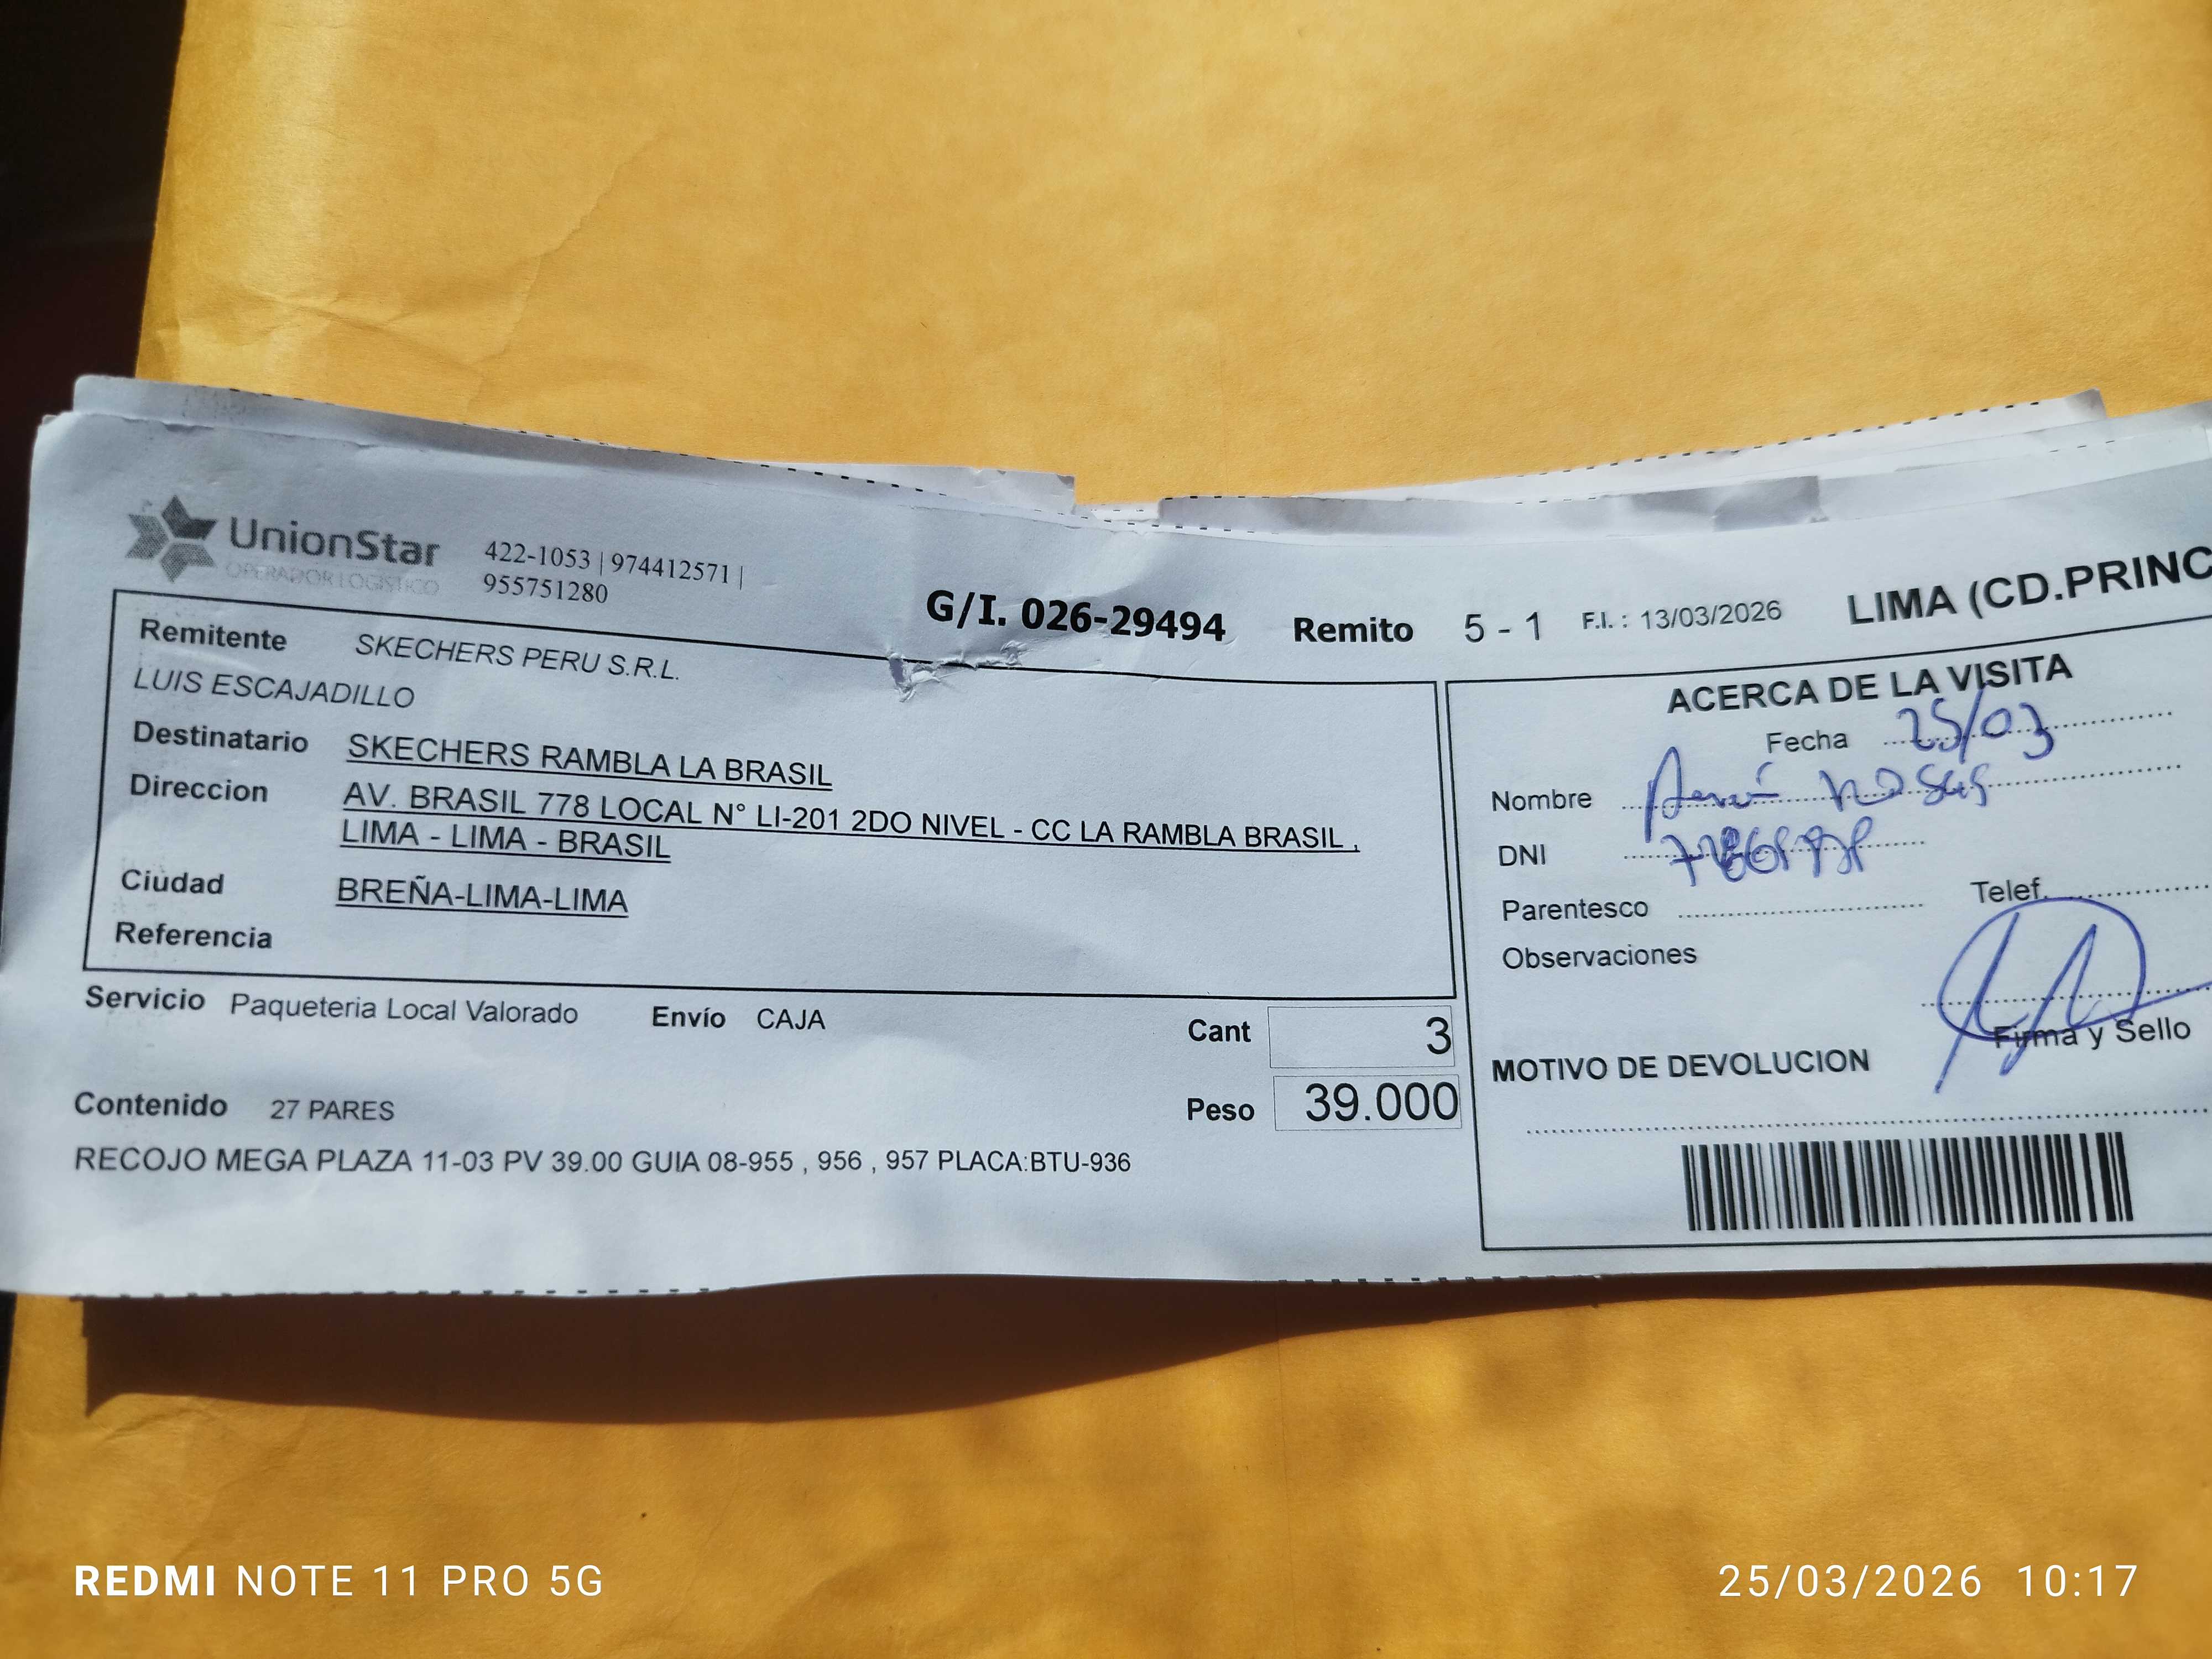 UnionStar
OPERADOR LOGÍSTICO
422-1053 | 974412571 |
955751280
G/I. 026-29494 Remito 5 - 1 F.I. : 13/03/2026 LIMA (CD.PRINC
Remitente SKECHERS PERU S.R.L.
LUIS ESCAJADILLO
Destinatario SKECHERS RAMBLA LA BRASIL
Direccion AV. BRASIL 778 LOCAL N° LI-201 2DO NIVEL - CC LA RAMBLA BRASIL ,
LIMA - LIMA - BRASIL
Ciudad BREÑA-LIMA-LIMA
Referencia
Servicio Paqueteria Local Valorado Envío CAJA
Cant 3
Peso 39.000
Contenido 27 PARES
RECOJO MEGA PLAZA 11-03 PV 39.00 GUIA 08-955 , 956 , 957 PLACA:BTU-936
ACERCA DE LA VISITA
Fecha 25/03
Nombre
DNI
Parentesco
Telef.
Observaciones
Firma y Sello
MOTIVO DE DEVOLUCION
REDMI NOTE 11 PRO 5G
25/03/2026 10:17